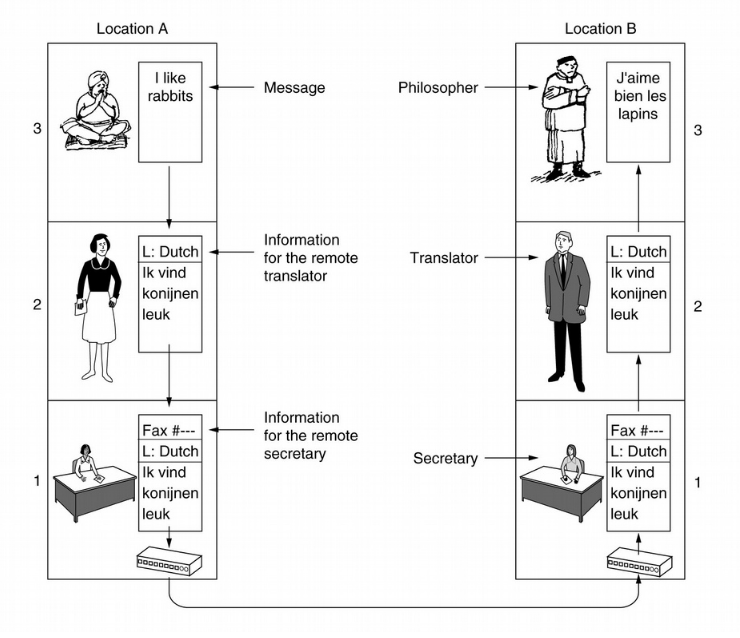 Location A
Location B
I like
rabbits
Message
Philosopher
J'aime
bien les
lapins
3
3
L: Dutch
Ik vind
konijnen
leuk
Information
for the remote
translator
Translator
L: Dutch
Ik vind
konijnen
leuk
2
2
Fax #---
L: Dutch
Ik vind
konijnen
leuk
Information
for the remote
secretary
Secretary
Fax #---
L: Dutch
Ik vind
konijnen
leuk
1
1